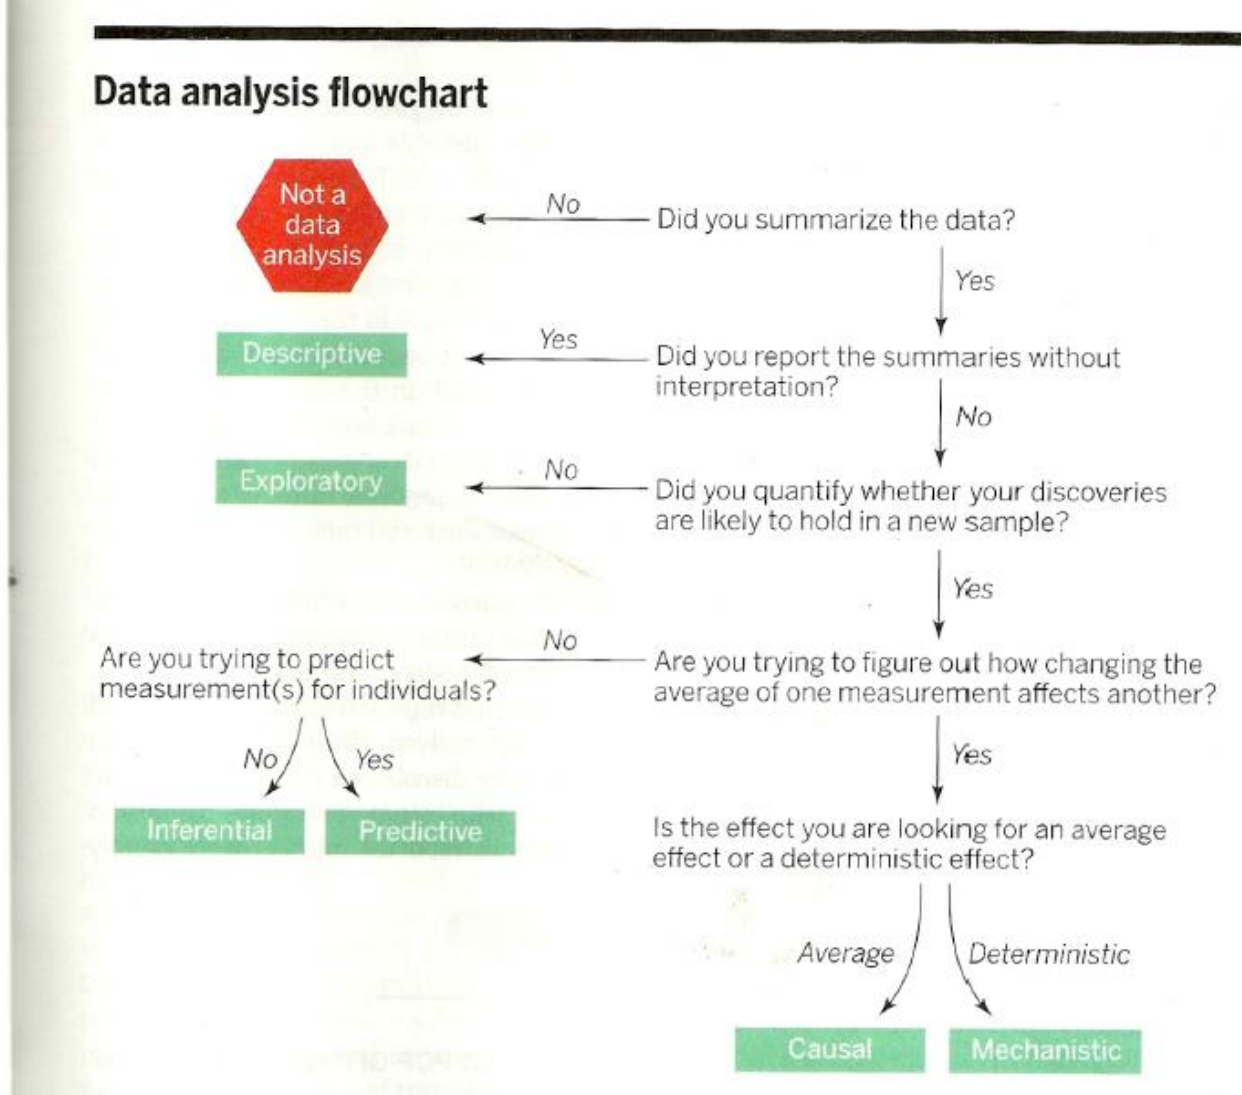 Data analysis flowchart
Not a
data
analysis
No
Did you summarize the data?
Yes
Descriptive
Yes
Did you report the summaries without
interpretation?
No
Exploratory
No
Did you quantify whether your discoveries
are likely to hold in a new sample?
Yes
Are you trying to predict
measurement(s) for individuals?
No
Are you trying to figure out how changing the
average of one measurement affects another?
No
Yes
Yes
Inferential
Predictive
Is the effect you are looking for an average
effect or a deterministic effect?
Average
Deterministic
Causal
Mechanistic